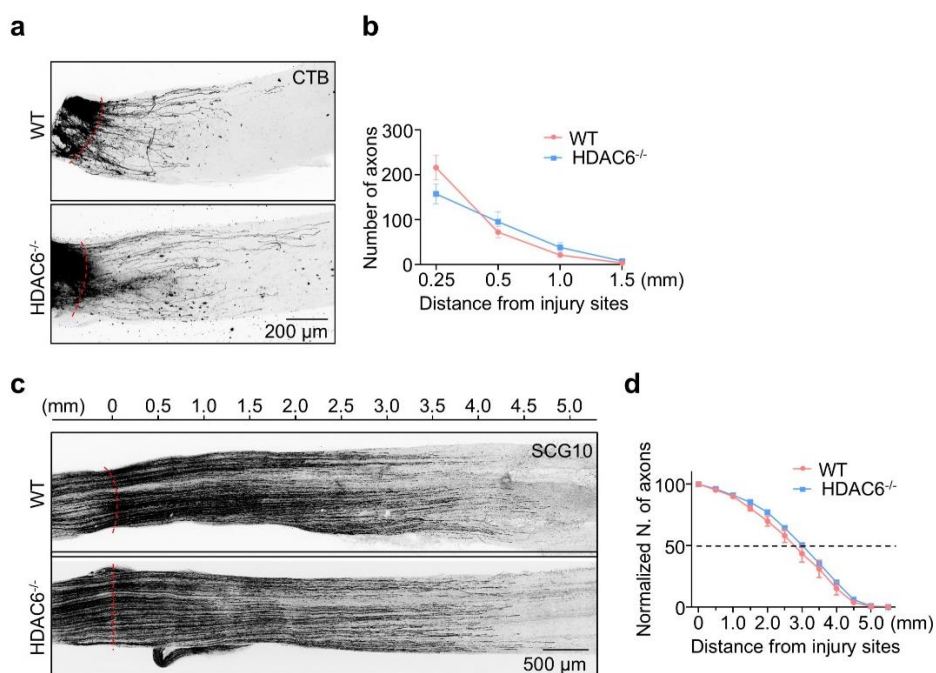 a
CTB
WT
HDAC6-/-
200 µm
b
300
200
100
0
Number of axons
WT
HDAC6-/-
0.25 0.5 1.0 1.5 (mm)
Distance from injury sites
c
(mm) 0 0.5 1.0 1.5 2.0 2.5 3.0 3.5 4.0 4.5 5.0
SCG10
WT
HDAC6-/-
500 µm
d
100
50
0
Normalized N. of axons
WT
HDAC6-/-
0 1.0 2.0 3.0 4.0 5.0 (mm)
Distance from injury sites